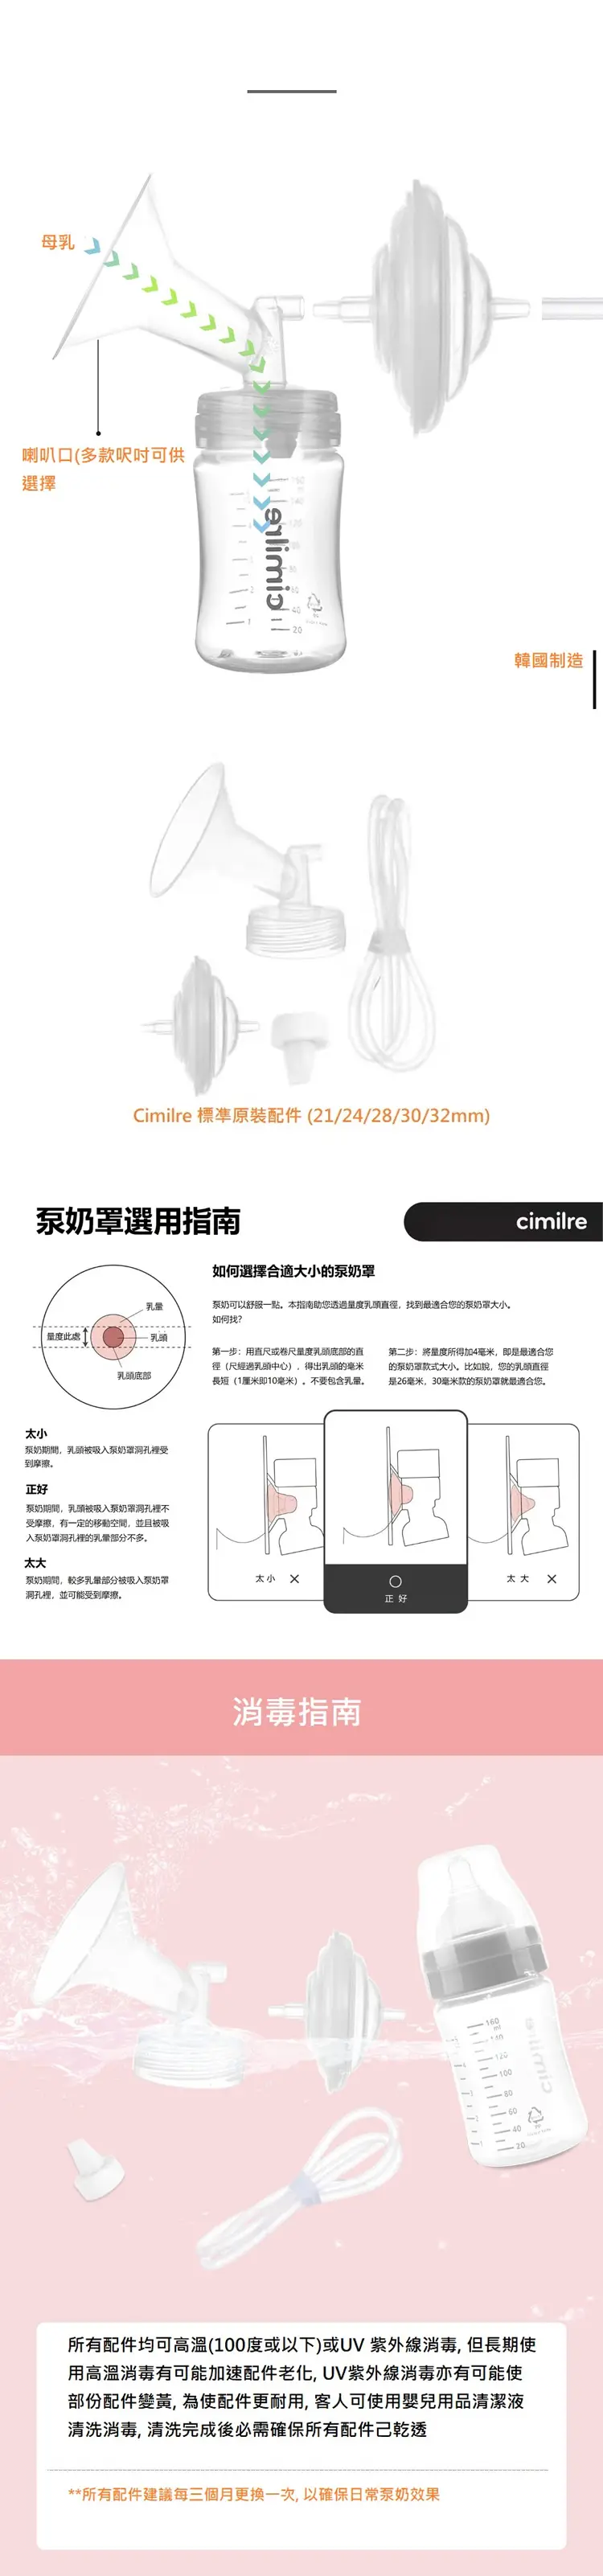 母乳
喇叭口(多款呎吋可供
選擇
cimilre
160
140
120
60
40
20
韓國制造
Cimilre 標準原裝配件 (21/24/28/30/32mm)
泵奶罩選用指南
cimilre
如何選擇合適大小的泵奶罩
泵奶可以舒服一點。本指南助您透過量度乳頭直徑，找到最適合您的泵奶罩大小。
如何找？
第一步：用直尺或卷尺量度乳頭底部的直
徑（尺經過乳頭中心），得出乳頭的毫米
長短（1厘米即10毫米）。不要包含乳暈。
第二步：將量度所得加4毫米，即是最適合您
的泵奶罩款式大小。比如說，您的乳頭直徑
是26毫米，30毫米款的泵奶罩就最適合您。
乳暈
量度此處
乳頭
乳頭底部
太小
泵奶期間，乳頭被吸入泵奶罩洞孔裡受
到摩擦。
正好
泵奶期間，乳頭被吸入泵奶罩洞孔裡不
受摩擦，有一定的移動空間，並且被吸
入泵奶罩洞孔裡的乳暈部分不多。
太大
泵奶期間，較多乳暈部分被吸入泵奶罩
洞孔裡，並可能受到摩擦。
太小
正好
太大
消毒指南
160
ml
140
120
100
80
60
40
20
cimilre
所有配件均可高溫(100度或以下)或UV 紫外線消毒, 但長期使
用高溫消毒有可能加速配件老化, UV紫外線消毒亦有可能使
部份配件變黃, 為使配件更耐用, 客人可使用嬰兒用品清潔液
清洗消毒, 清洗完成後必需確保所有配件己乾透
**所有配件建議每三個月更換一次, 以確保日常泵奶效果